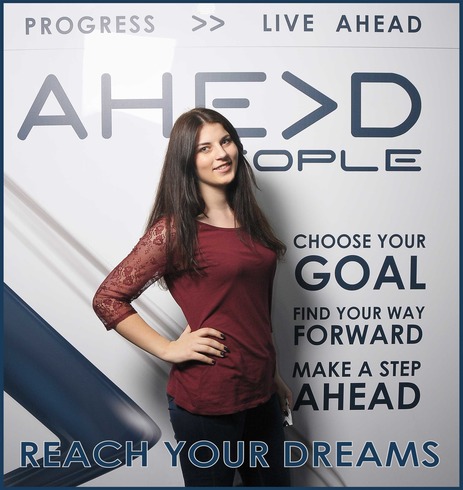 PROGRESS >> LIVE AHEAD
AHE>D
OPLE
CHOOSE YOUR
GOAL
FIND YOUR WAY
FORWARD
MAKE A STEP
AHEAD
REACH YOUR DREAMS